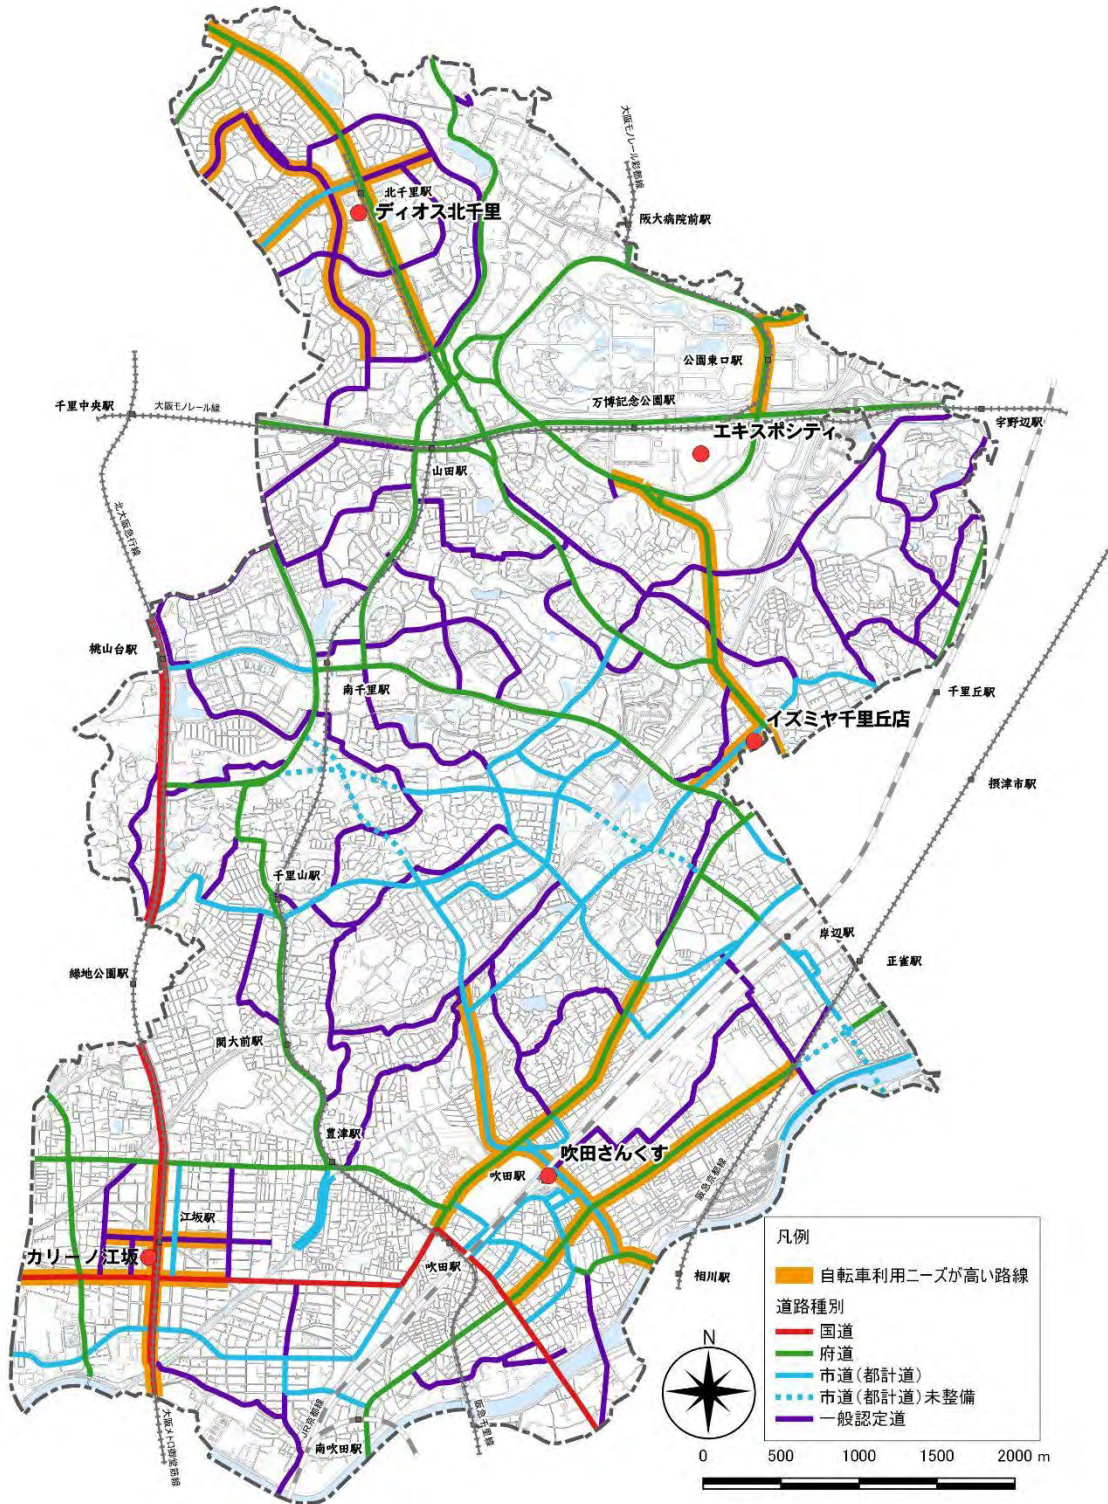 大阪モノレール彩都線
北千里駅
ディオス北千里
阪大病院前駅
公園東口駅
千里中央駅
大阪モノレール線
万博記念公園駅
宇野辺駅
エキスポシティ
山田駅
北大阪急行線
桃山台駅
南千里駅
千里丘駅
イズミヤ千里丘店
摂津市駅
千里山駅
岸辺駅
正雀駅
緑地公園駅
関大前駅
豊津駅
吹田さんくす
吹田駅
阪急京都線
江坂駅
カリーノ江坂
吹田駅
相川駅
大阪メトロ御堂筋線
JR京都線
阪急千里線
南吹田駅
凡例
自転車利用ニーズが高い路線
道路種別
国道
府道
市道(都計道)
市道(都計道)未整備
一般認定道
N
0 500 1000 1500 2000 m